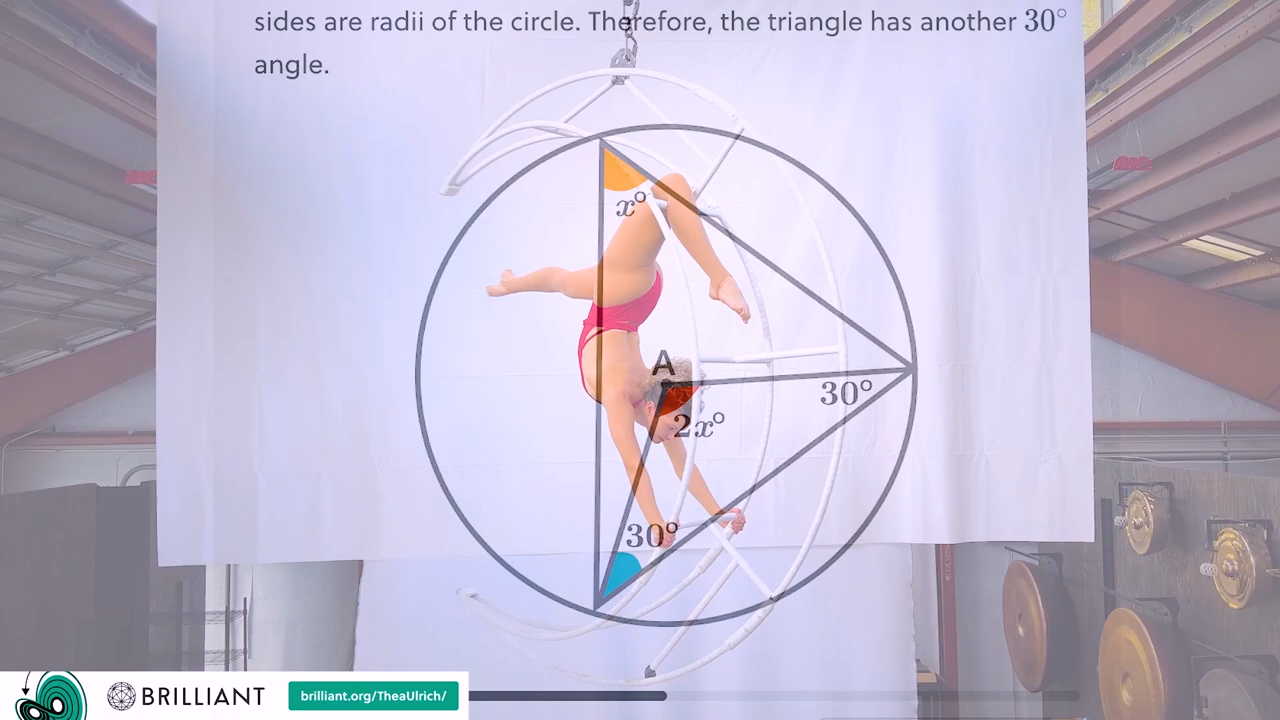 sides are radii of the circle. Therefore, the triangle has another 30°
angle.
x°
A
30°
2x°
30°
BRILLIANT
brilliant.org/TheaUlrich/